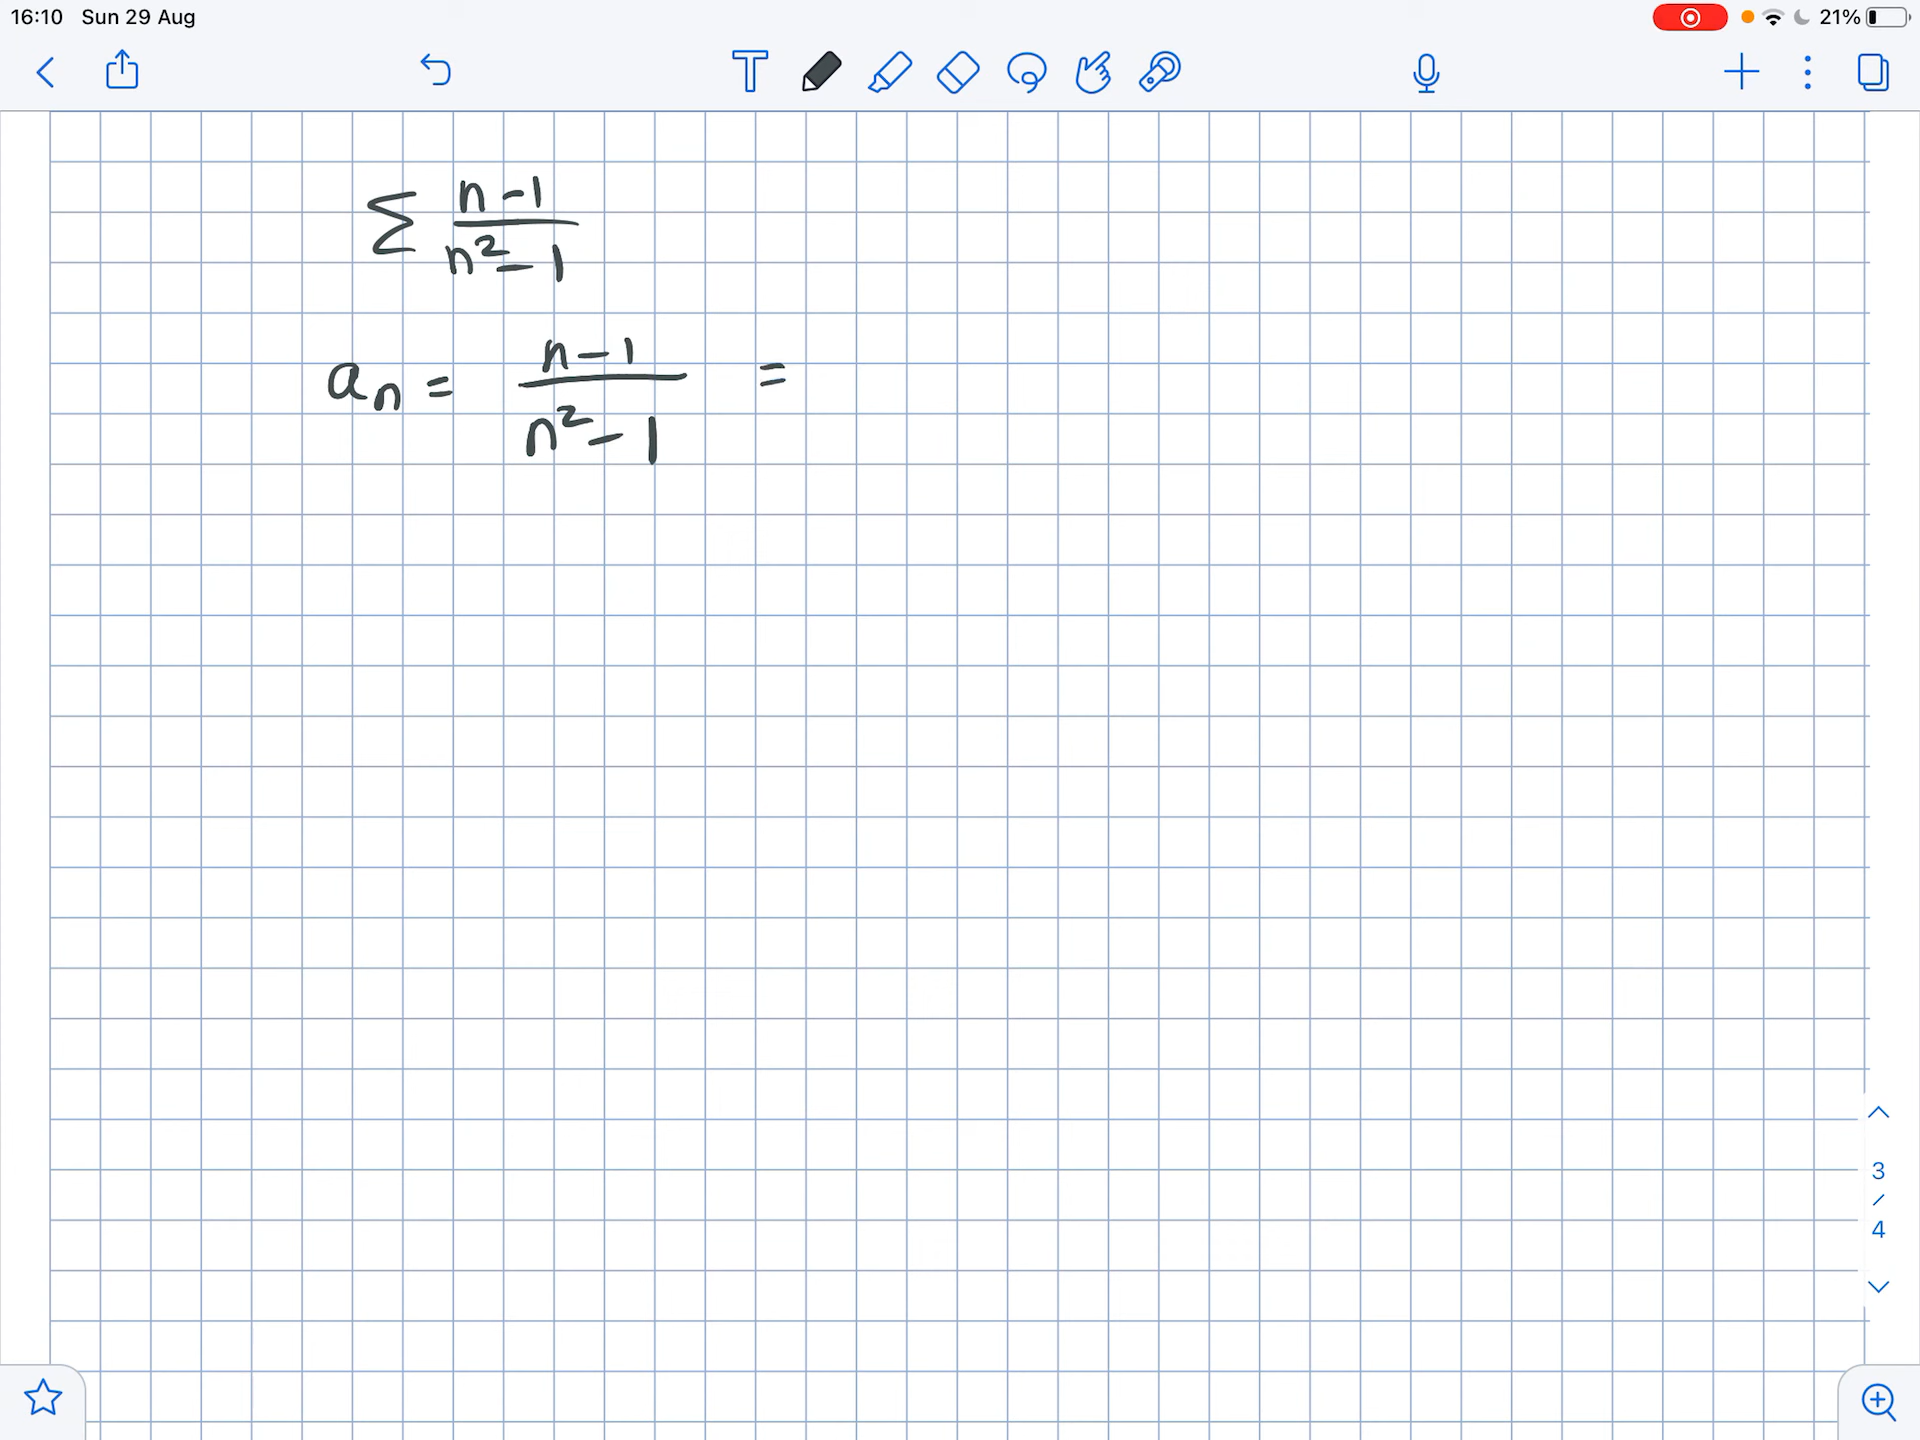 16:10 Sun 29 Aug 21%
T
∑ n-1 / n²-1
aₙ = n-1 / n²-1 =
3
/
4